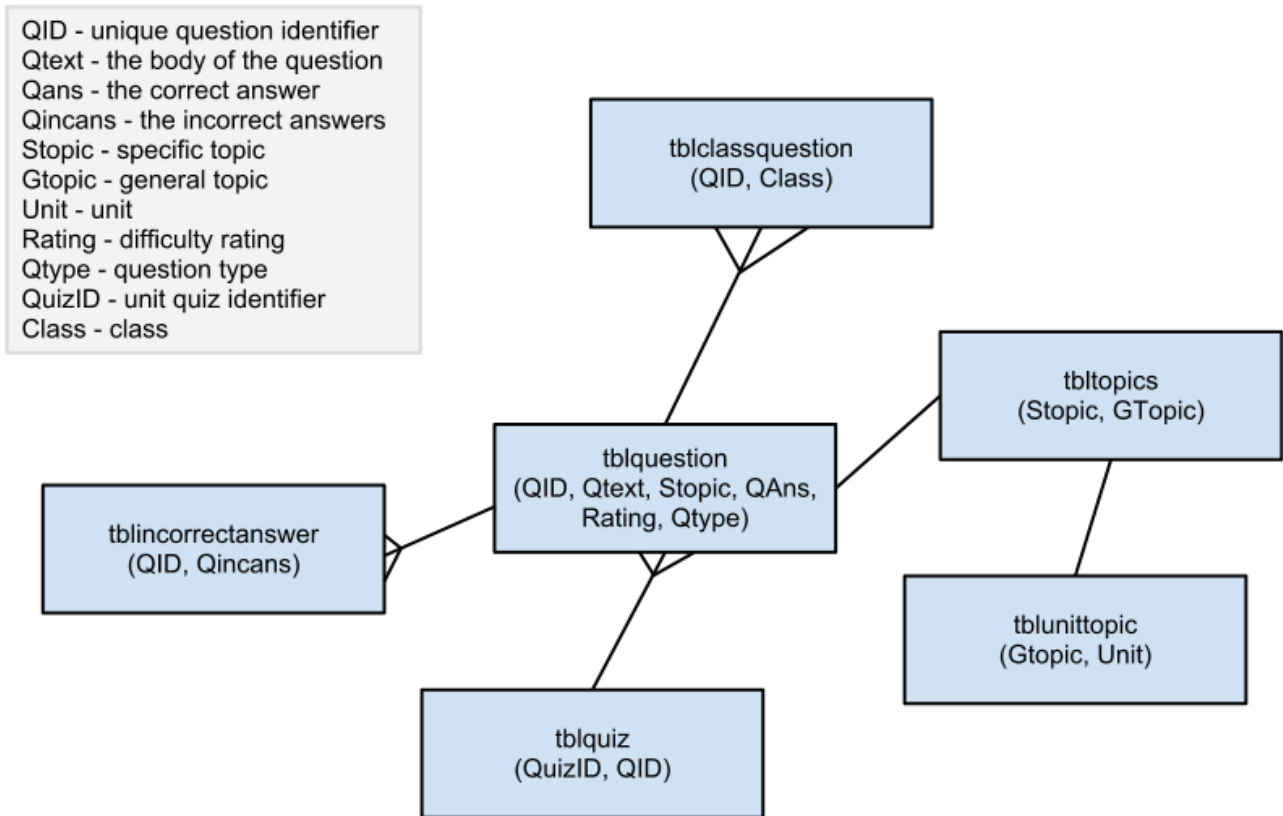 QID - unique question identifier
Qtext - the body of the question
Qans - the correct answer
Qincans - the incorrect answers
Stopic - specific topic
Gtopic - general topic
Unit - unit
Rating - difficulty rating
Qtype - question type
QuizID - unit quiz identifier
Class - class
tblclassquestion
(QID, Class)
tbltopics
(Stopic, GTopic)
tblquestion
(QID, Qtext, Stopic, QAns,
Rating, Qtype)
tblincorrectanswer
(QID, Qincans)
tblunittopic
(Gtopic, Unit)
tblquiz
(QuizID, QID)